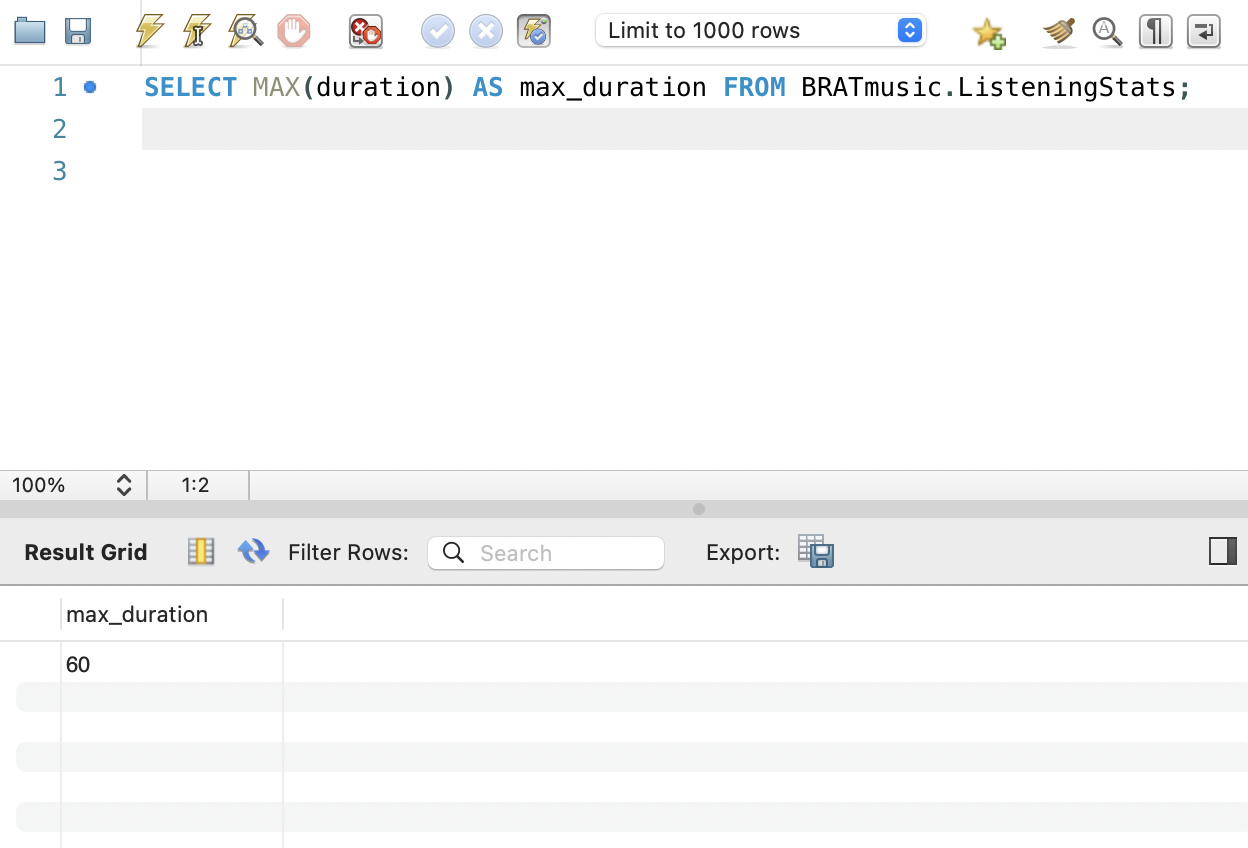 Limit to 1000 rows
1 SELECT MAX(duration) AS max_duration FROM BRATmusic.ListeningStats;
2
3
100% 1:2
Result Grid Filter Rows: Search Export:
max_duration
60